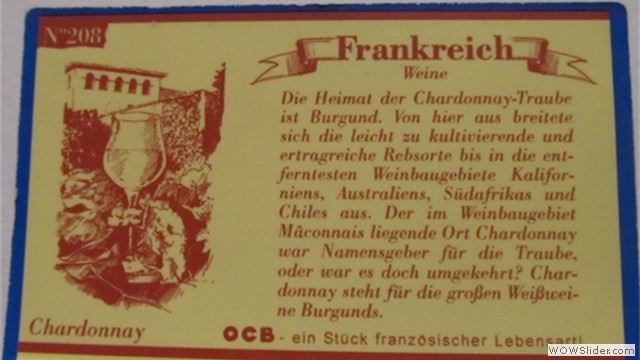 Nº 208
Frankreich
Weine
Die Heimat der Chardonnay-Traube
ist Burgund. Von hier aus breitete
sich die leicht zu kultivierende und
ertragreiche Rebsorte bis in die ent-
ferntesten Weinbaugebiete Kalifor-
niens, Australiens, Südafrikas und
Chiles aus. Der im Weinbaugebiet
Mâconnais liegende Ort Chardonnay
war Namensgeber für die Traube,
oder war es doch umgekehrt? Char-
donnay steht für die großen Weißwei-
ne Burgunds.
Chardonnay
OCB - ein Stück französischer Lebensart!
WOWSlider.com